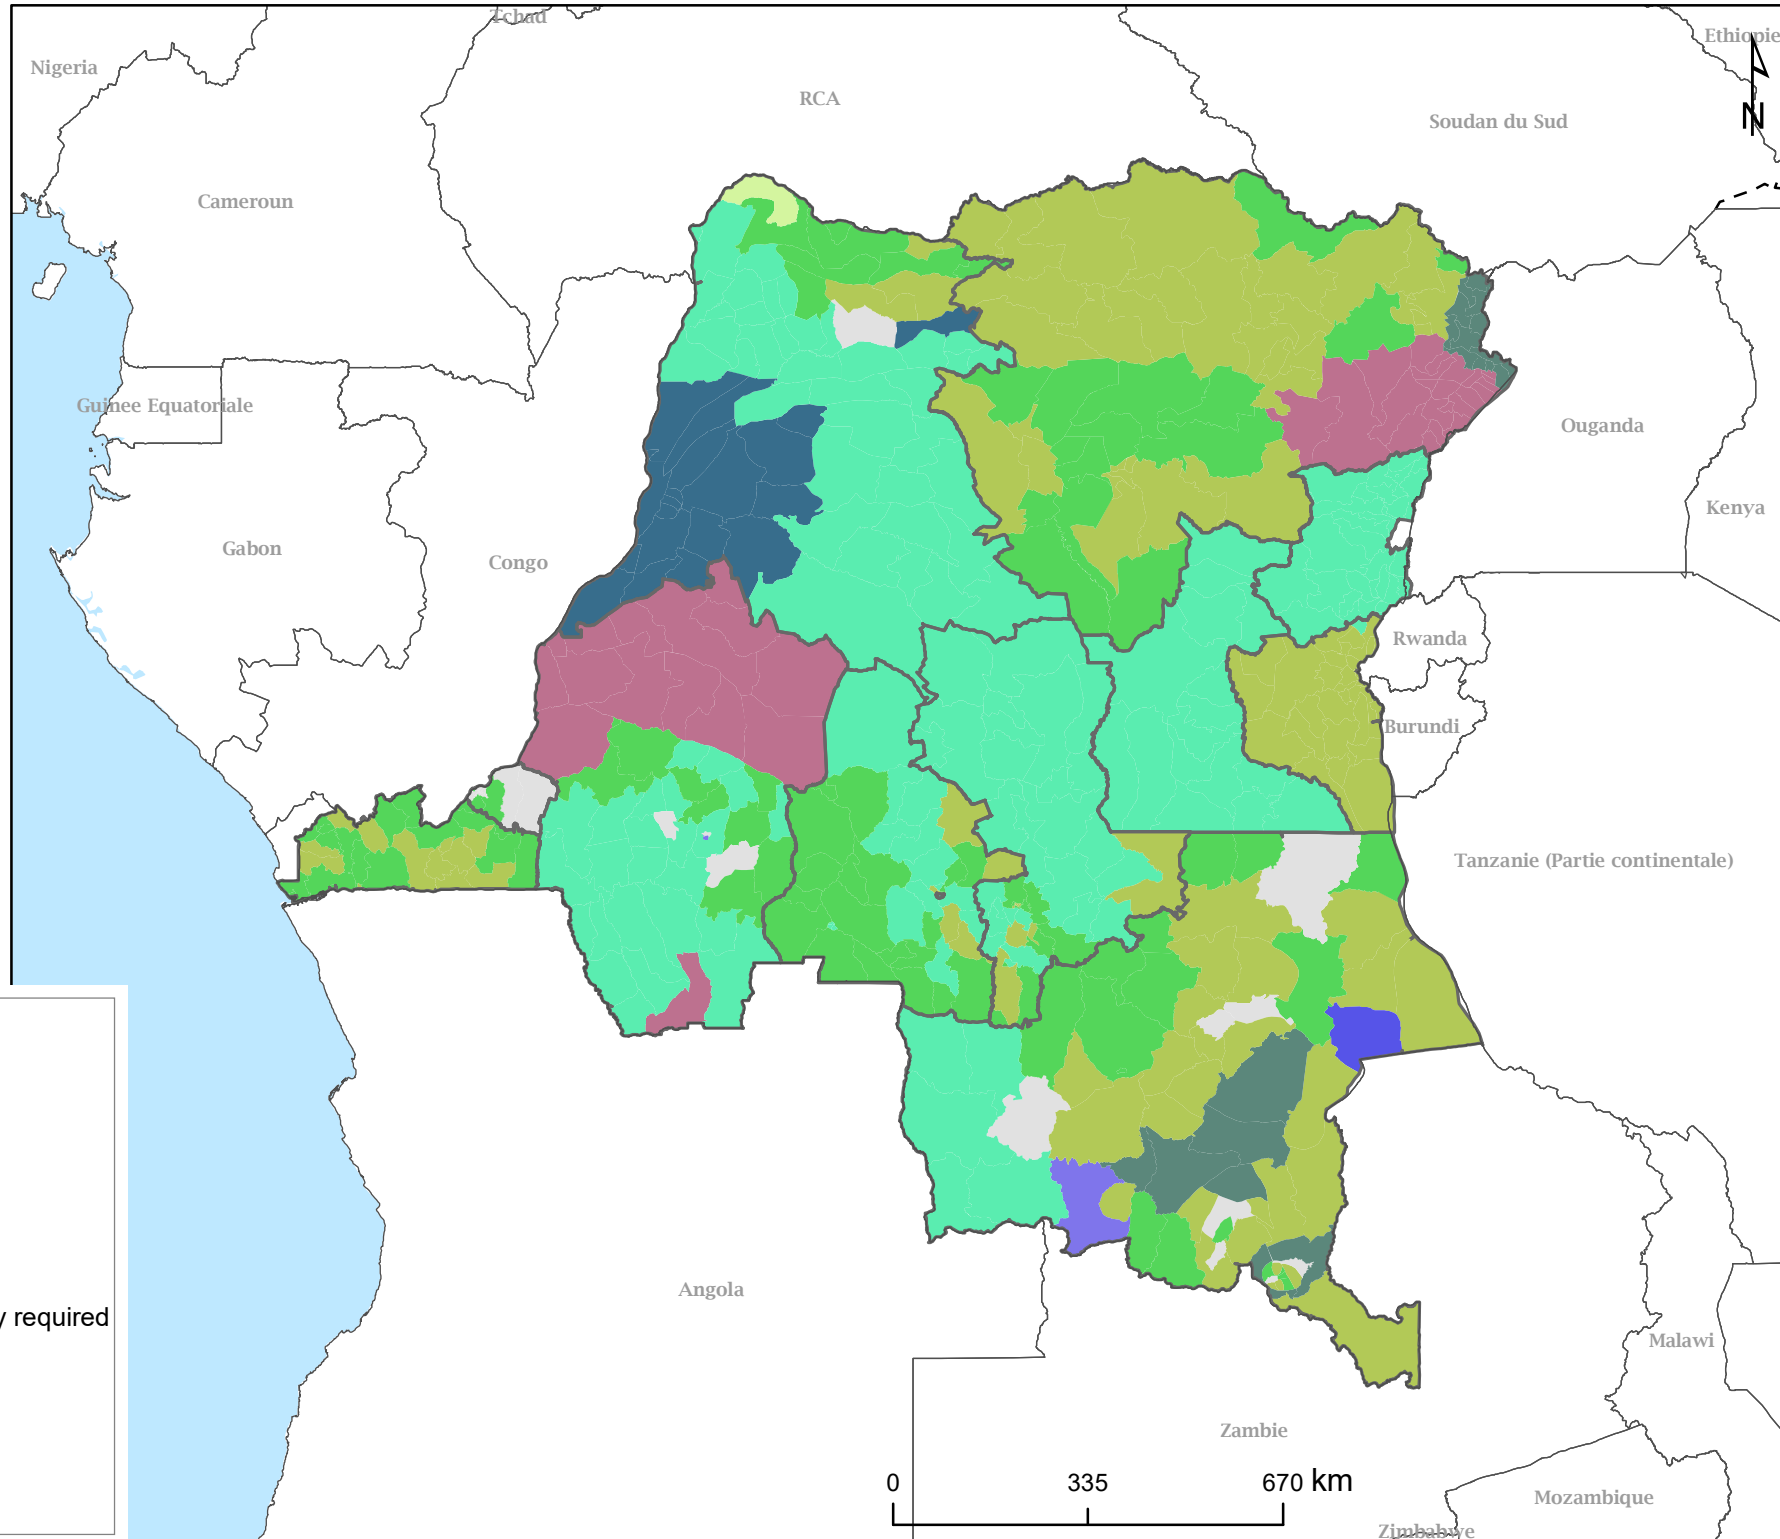 Tchad
Ethiopie
Nigeria
RCA
Soudan du Sud
N
Cameroun
Guinee Equatoriale
Ouganda
Kenya
Gabon
Congo
Rwanda
Burundi
Tanzanie (Partie continentale)
Angola
required
Malawi
Zambie
0 335 670 km
Mozambique
Zimbabwe